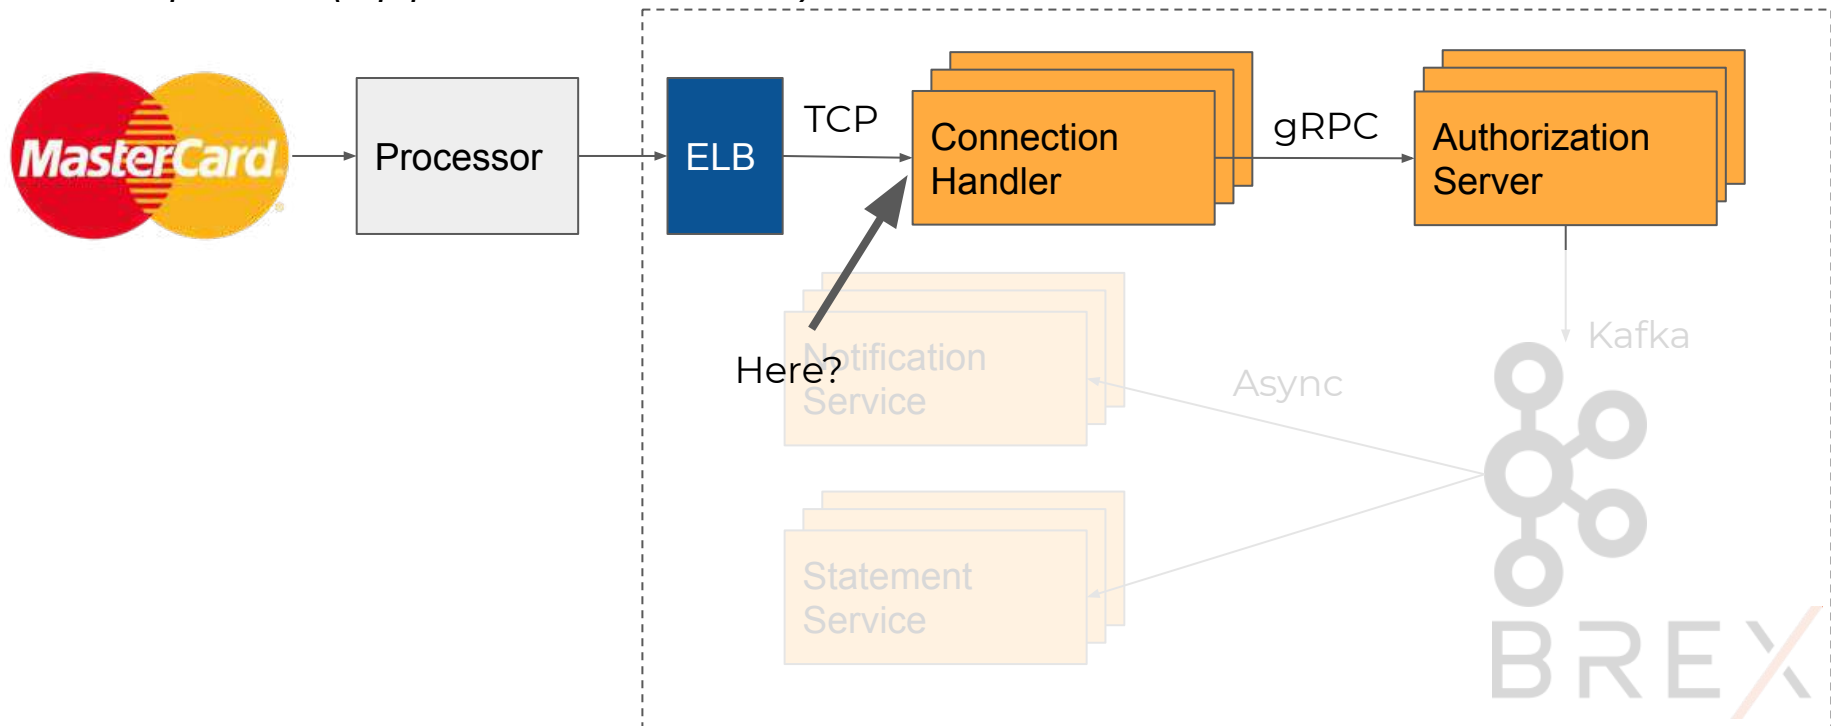 MasterCard
Processor
ELB
TCP
Connection
Handler
gRPC
Authorization
Server
Here?
Notification
Service
Async
Kafka
Statement
Service
BREX